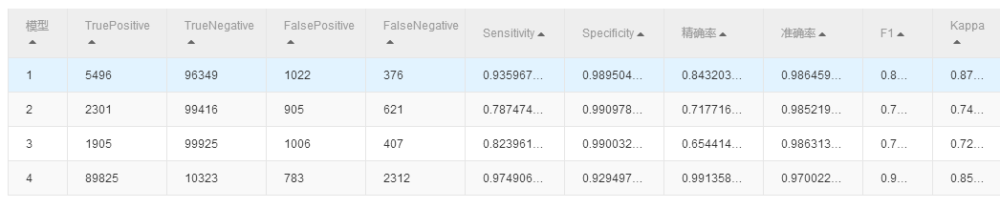 模型 TruePositive TrueNegative FalsePositive FalseNegative Sensitivity Specificity 精确率 准确率 F1 Kappa
1 5496 96349 1022 376 0.935967... 0.989504... 0.843203... 0.986459... 0.8... 0.87...
2 2301 99416 905 621 0.787474... 0.990978... 0.717716... 0.985219... 0.7... 0.74...
3 1905 99925 1006 407 0.823961... 0.990032... 0.654414... 0.986313... 0.7... 0.72...
4 89825 10323 783 2312 0.974906... 0.929497... 0.991358... 0.970022... 0.9... 0.85...